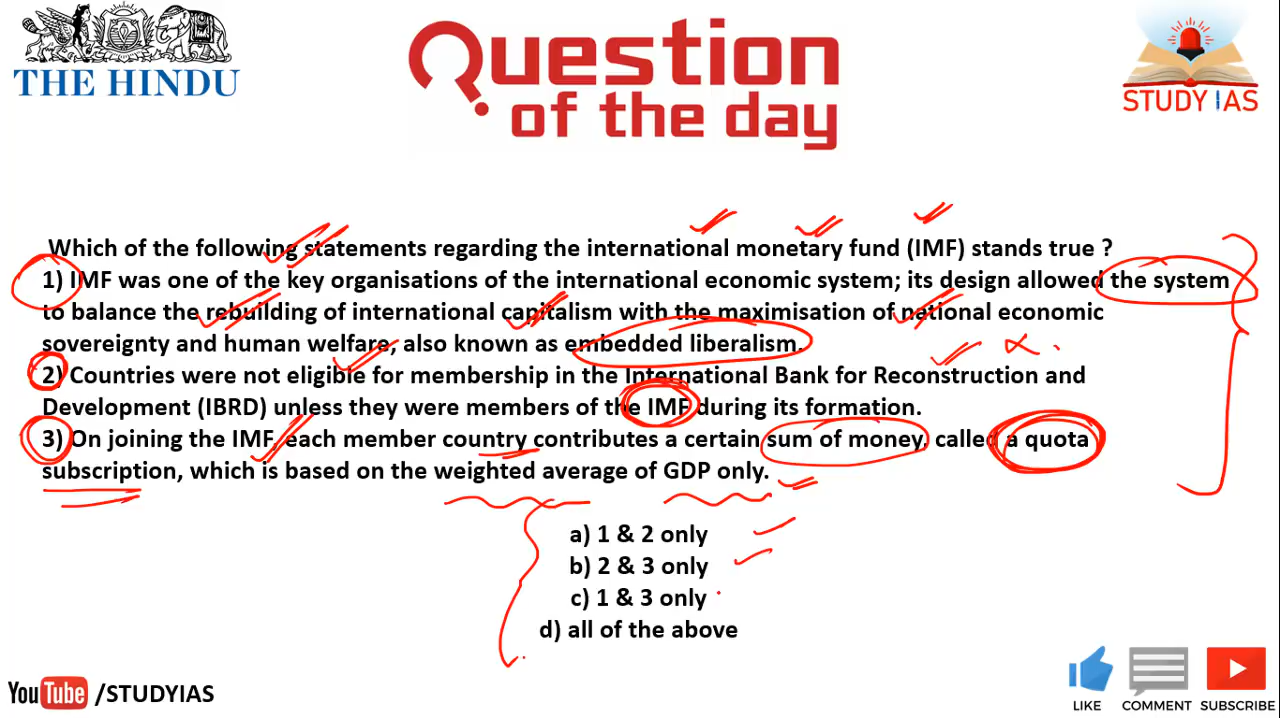 THE HINDU
Question
of the day
STUDY IAS
Which of the following statements regarding the international monetary fund (IMF) stands true ?
1) IMF was one of the key organisations of the international economic system; its design allowed the system
to balance the rebuilding of international capitalism with the maximisation of national economic
sovereignty and human welfare, also known as embedded liberalism.
2) Countries were not eligible for membership in the International Bank for Reconstruction and
Development (IBRD) unless they were members of the IMF during its formation.
3) On joining the IMF, each member country contributes a certain sum of money, called a quota
subscription, which is based on the weighted average of GDP only.
a) 1 & 2 only
b) 2 & 3 only
c) 1 & 3 only
d) all of the above
YouTube /STUDYIAS
LIKE COMMENT SUBSCRIBE